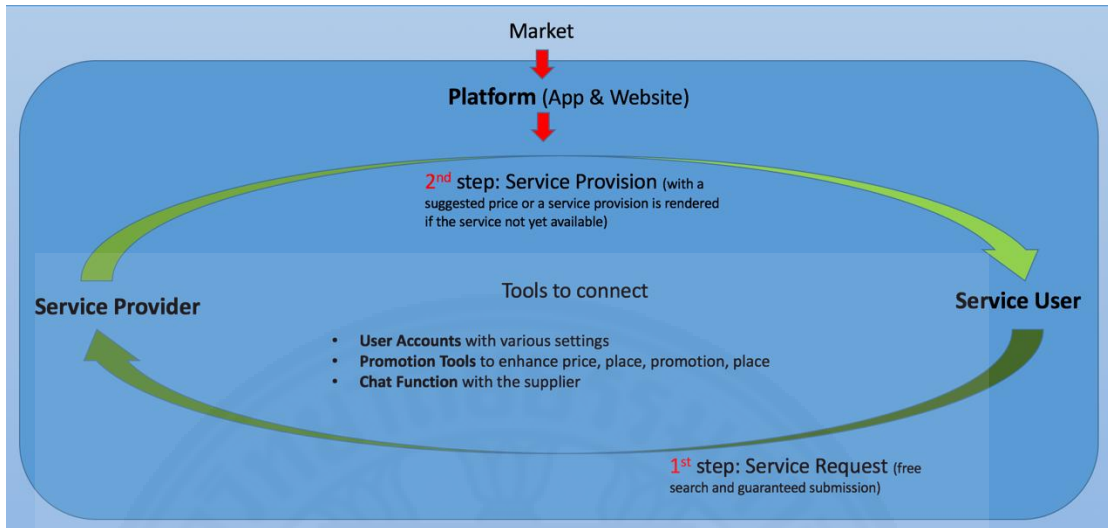 Market
Platform (App & Website)
2nd step: Service Provision (with a
suggested price or a service provision is rendered
if the service not yet available)
Service Provider
Service User
Tools to connect
• User Accounts with various settings
• Promotion Tools to enhance price, place, promotion, place
• Chat Function with the supplier
1st step: Service Request (free
search and guaranteed submission)